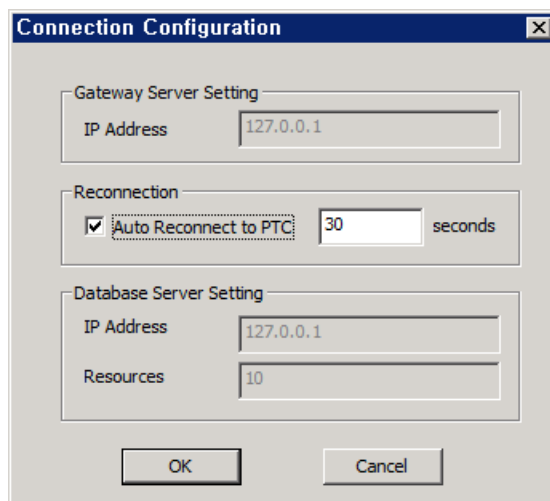 Connection Configuration
Gateway Server Setting
IP Address 127.0.0.1
Reconnection
Auto Reconnect to PTC 30 seconds
Database Server Setting
IP Address 127.0.0.1
Resources 10
OK Cancel